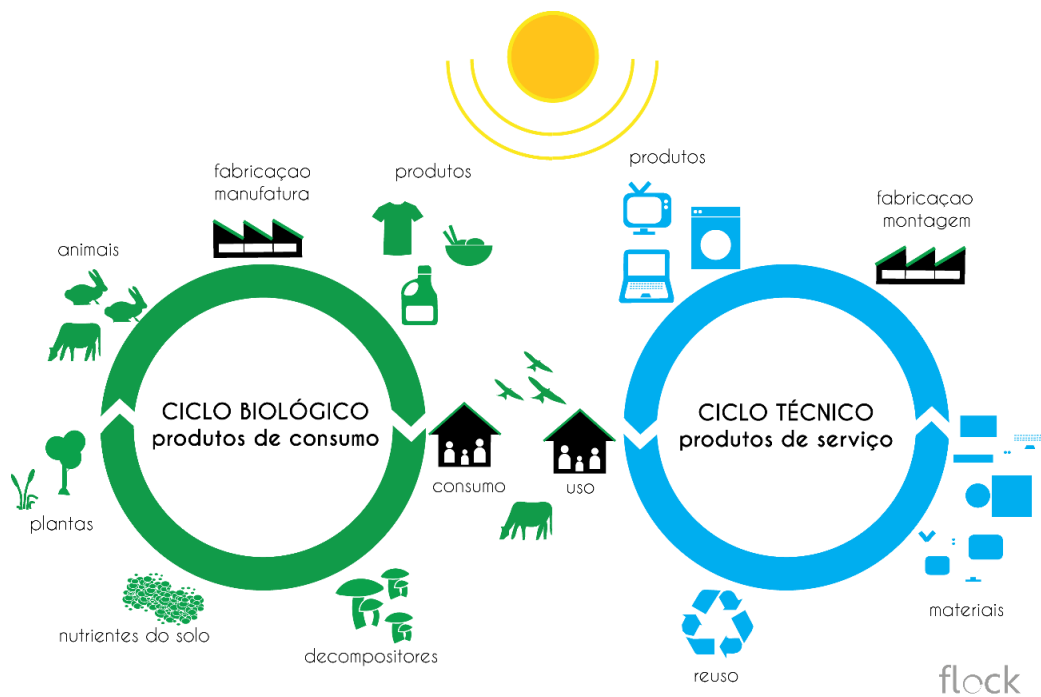 fabricaçao
manufatura
produtos
animais
CICLO BIOLÓGICO
produtos de consumo
consumo
plantas
nutrientes do solo
decompositores
produtos
fabricaçao
montagem
CICLO TÉCNICO
produtos de serviço
uso
materiais
reuso
flock